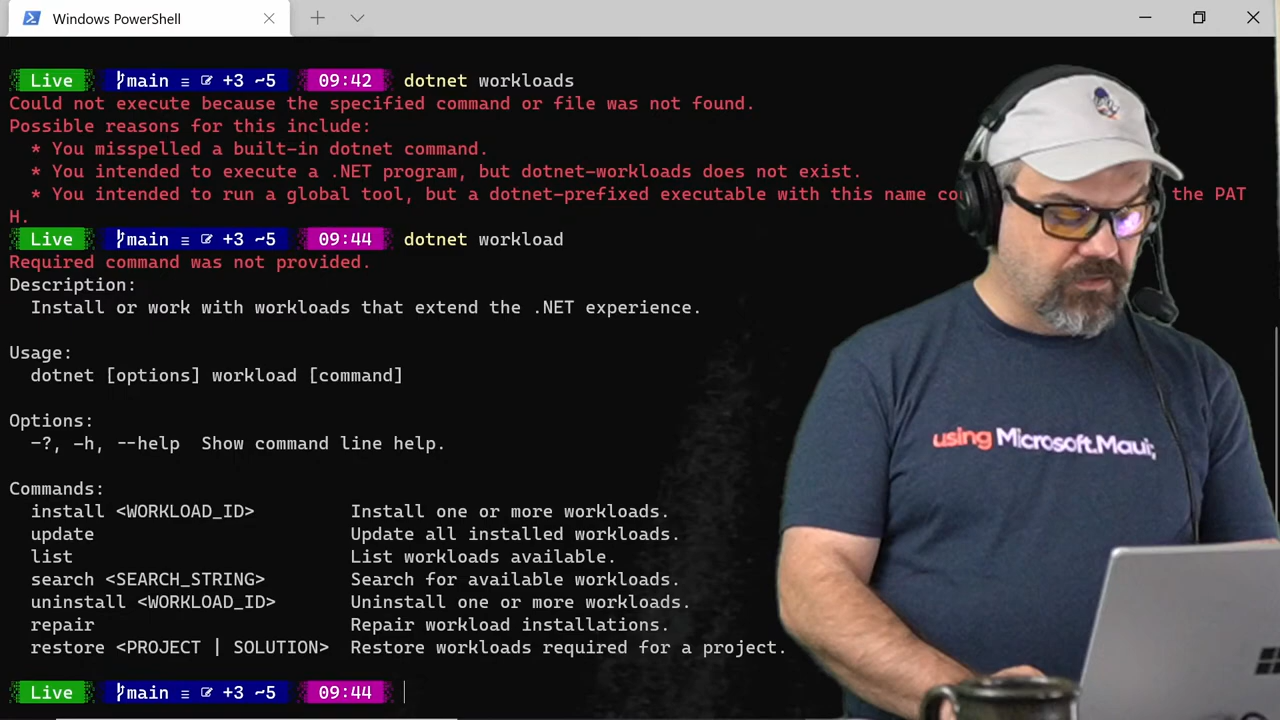 Windows PowerShell
Live main ≡ +3 ~5 09:42 dotnet workloads
Could not execute because the specified command or file was not found.
Possible reasons for this include:
* You misspelled a built-in dotnet command.
* You intended to execute a .NET program, but dotnet-workloads does not exist.
* You intended to run a global tool, but a dotnet-prefixed executable with this name the PAT
H.
Live main ≡ +3 ~5 09:44 dotnet workload
Required command was not provided.
Description:
Install or work with workloads that extend the .NET experience.
Usage:
dotnet [options] workload [command]
Options:
-?, -h, --help Show command line help.
Commands:
install <WORKLOAD_ID> Install one or more workloads.
update Update all installed workloads.
list List workloads available.
search <SEARCH_STRING> Search for available workloads.
uninstall <WORKLOAD_ID> Uninstall one or more workloads.
repair Repair workload installations.
restore <PROJECT | SOLUTION> Restore workloads required for a project.
Live main ≡ +3 ~5 09:44
using Microsoft.Maui;